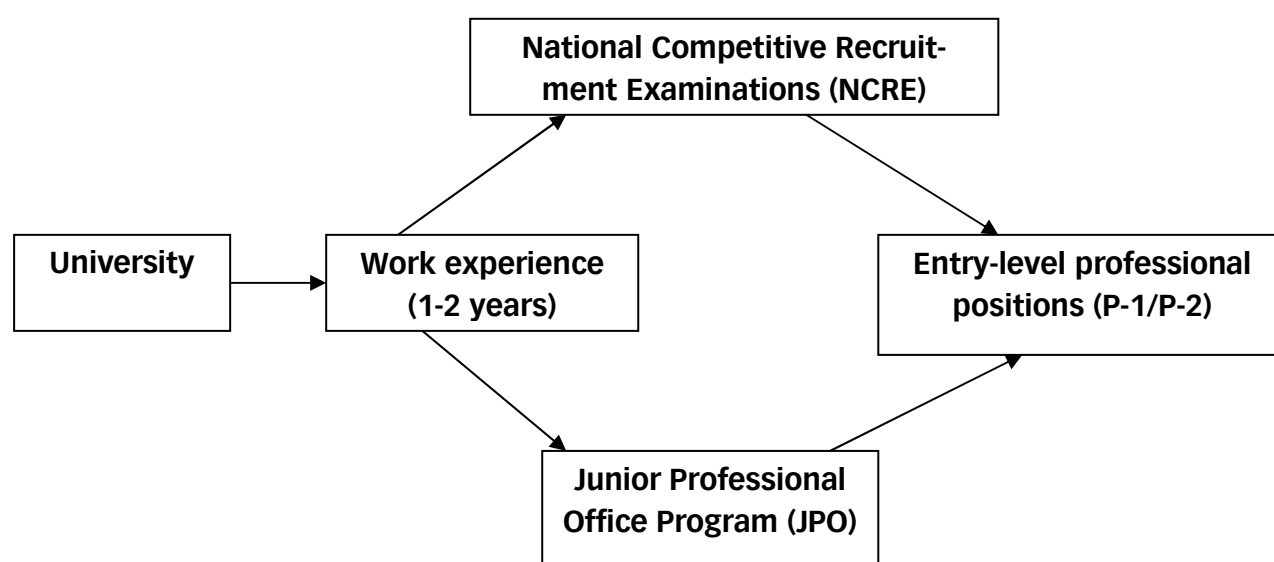 National Competitive Recruit-
ment Examinations (NCRE)
University
Work experience
(1-2 years)
Entry-level professional
positions (P-1/P-2)
Junior Professional
Office Program (JPO)